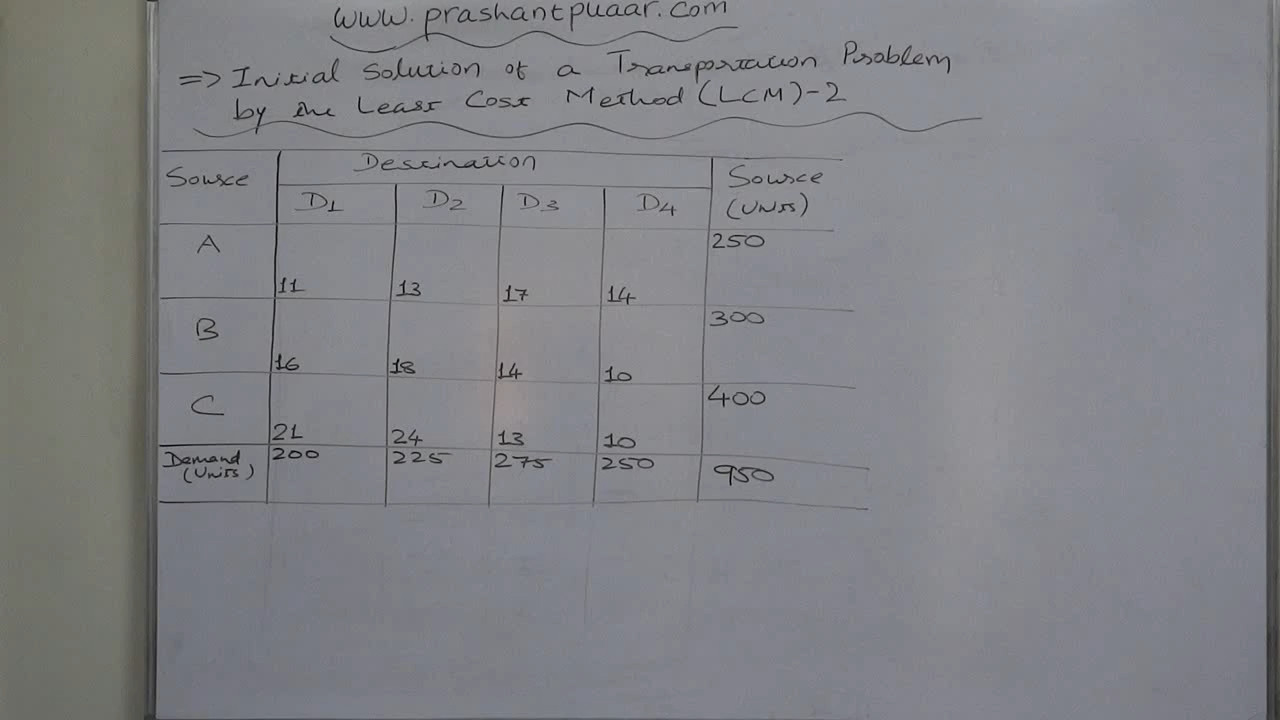 www.prashantpuaar.com
=> Initial Solution of a Transportation Problem
by the Least Cost Method (LCM)-2
Source Destination Source (Units)
D1 D2 D3 D4
A 250
11 13 17 14
B 300
16 18 14 10
C 400
21 24 13 10
Demand (Units) 200 225 275 250 950